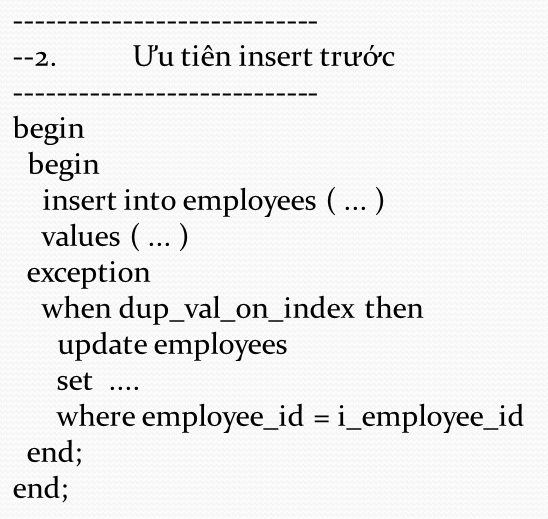 ----------------------------
--2. Ưu tiên insert trước
----------------------------
begin
begin
insert into employees ( ... )
values ( ... )
exception
when dup_val_on_index then
update employees
set ....
where employee_id = i_employee_id
end;
end;